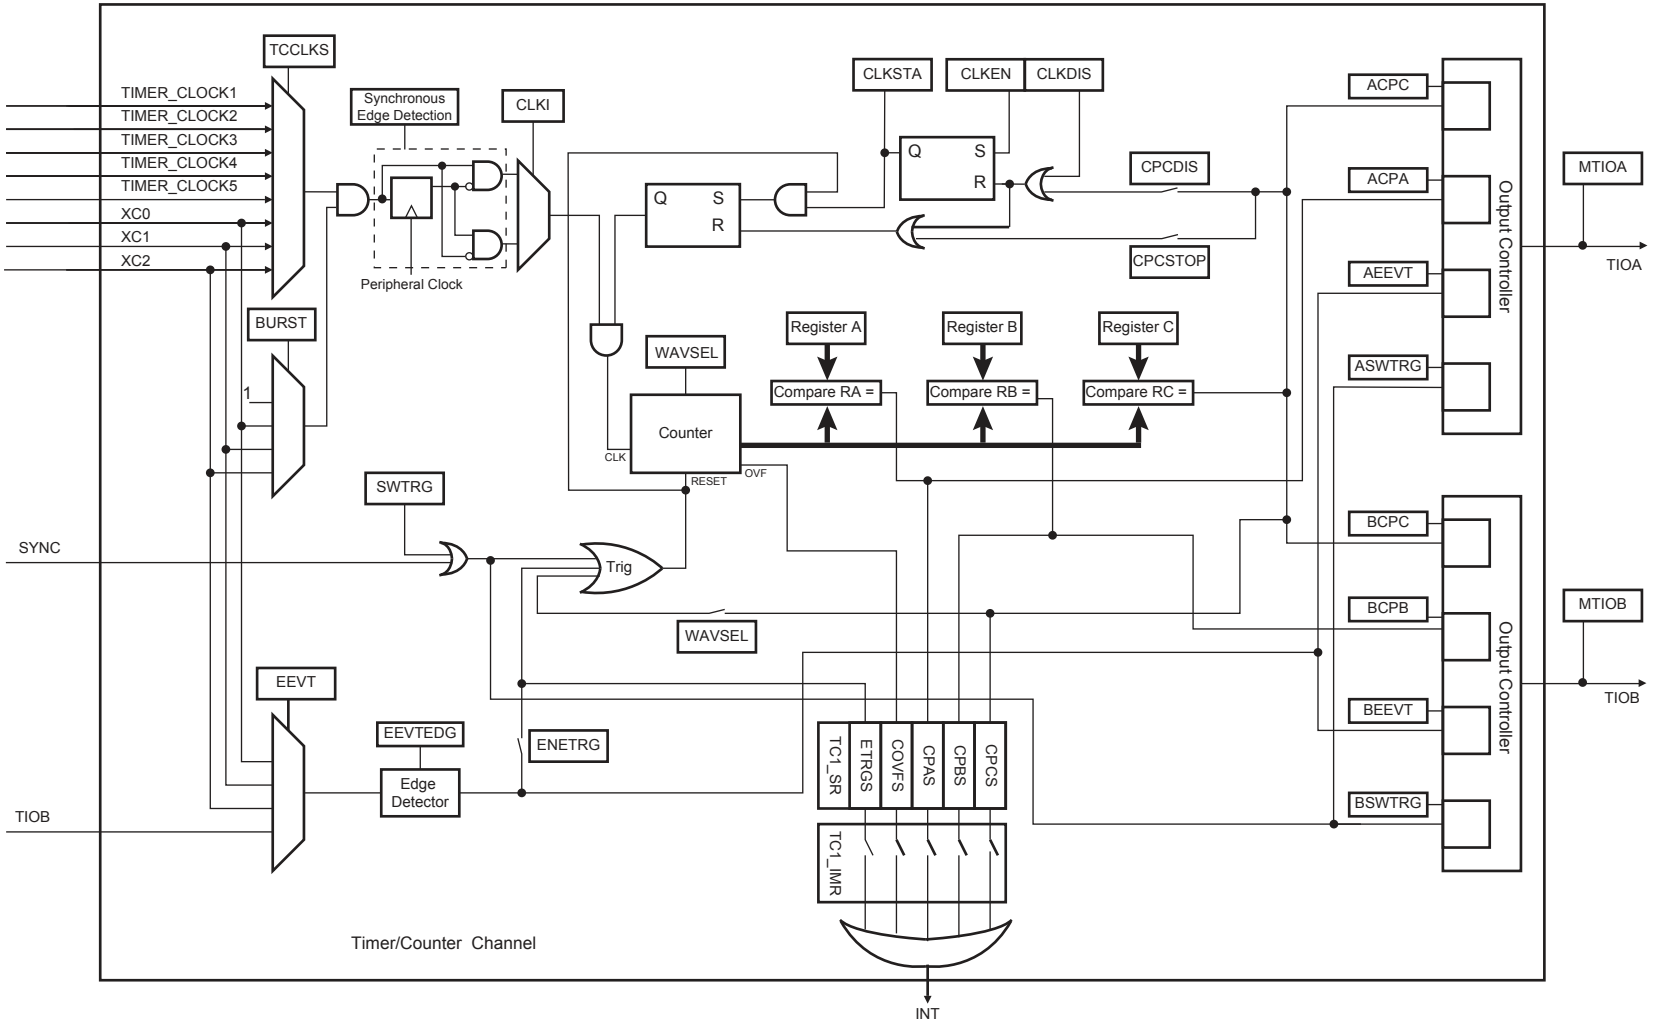 TCCLKS
TIMER_CLOCK1
TIMER_CLOCK2
TIMER_CLOCK3
TIMER_CLOCK4
TIMER_CLOCK5
XC0
XC1
XC2
Synchronous
Edge Detection
CLKI
Peripheral Clock
BURST
1
CLKSTA
CLKEN
CLKDIS
Q
S
R
Q
S
R
CPCDIS
CPCSTOP
ACPC
ACPA
AEEVT
ASWTRG
Output Controller
MTIOA
TIOA
WAVSEL
Register A
Register B
Register C
Compare RA =
Compare RB =
Compare RC =
Counter
CLK
RESET
OVF
SWTRG
SYNC
Trig
WAVSEL
BCPC
BCPB
BEEVT
BSWTRG
Output Controller
MTIOB
TIOB
EEVT
EEVTEDG
Edge
Detector
ENETRG
TIOB
TC1_SR
ETRGS
COVFS
CPAS
CPBS
CPCS
TC1_IMR
Timer/Counter Channel
INT